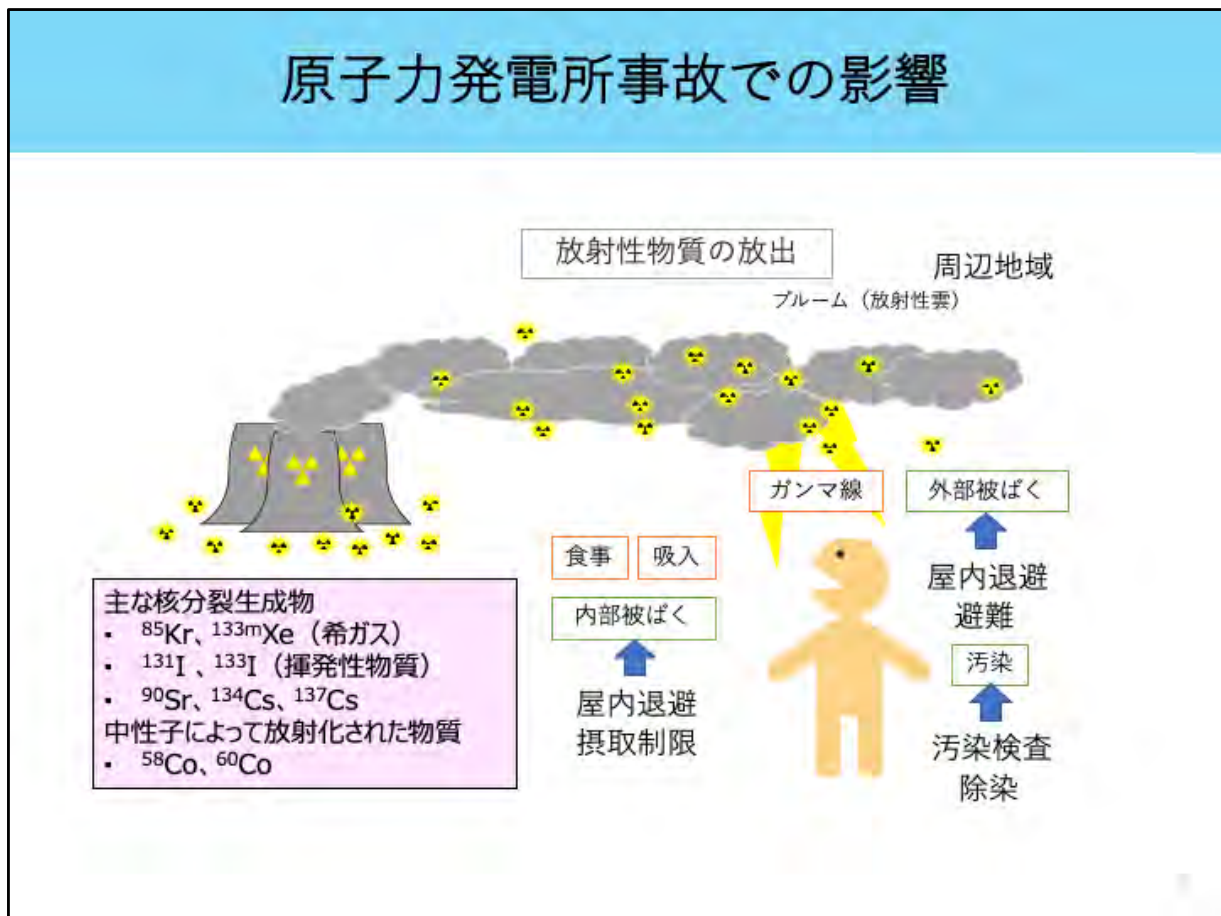 原子力発電所事故での影響
放射性物質の放出
周辺地域
プルーム（放射性雲）
ガンマ線
外部被ばく
食事
吸入
内部被ばく
屋内退避
摂取制限
屋内退避
避難
汚染
汚染検査
除染
主な核分裂生成物
・ ⁸⁵Kr、¹³³ᵐXe（希ガス）
・ ¹³¹I 、¹³³I（揮発性物質）
・ ⁹⁰Sr、¹³⁴Cs、¹³⁷Cs
中性子によって放射化された物質
・ ⁵⁸Co、⁶⁰Co